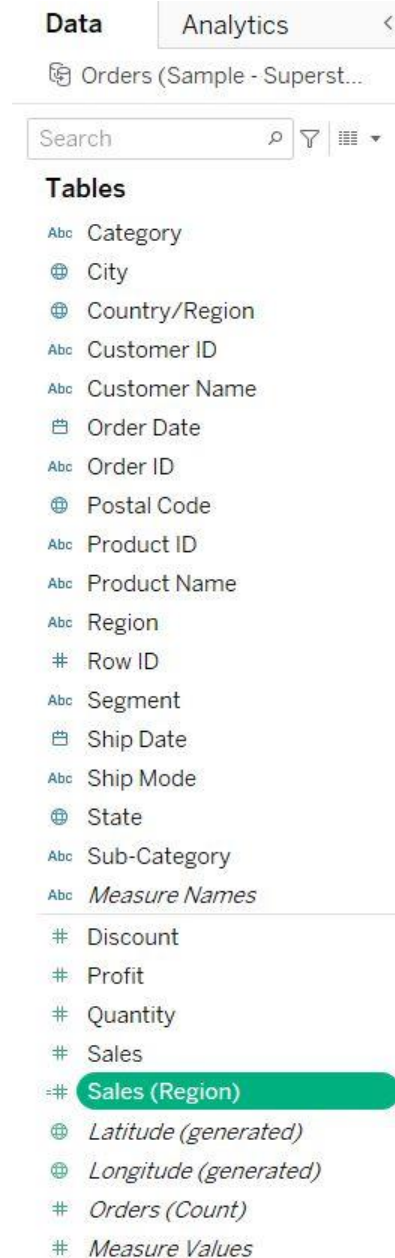 Data Analytics
Orders (Sample - Superst...
Search
Tables
Abc Category
City
Country/Region
Abc Customer ID
Abc Customer Name
Order Date
Abc Order ID
Postal Code
Abc Product ID
Abc Product Name
Abc Region
# Row ID
Abc Segment
Ship Date
Abc Ship Mode
State
Abc Sub-Category
Abc Measure Names
# Discount
# Profit
# Quantity
# Sales
=# Sales (Region)
Latitude (generated)
Longitude (generated)
# Orders (Count)
# Measure Values